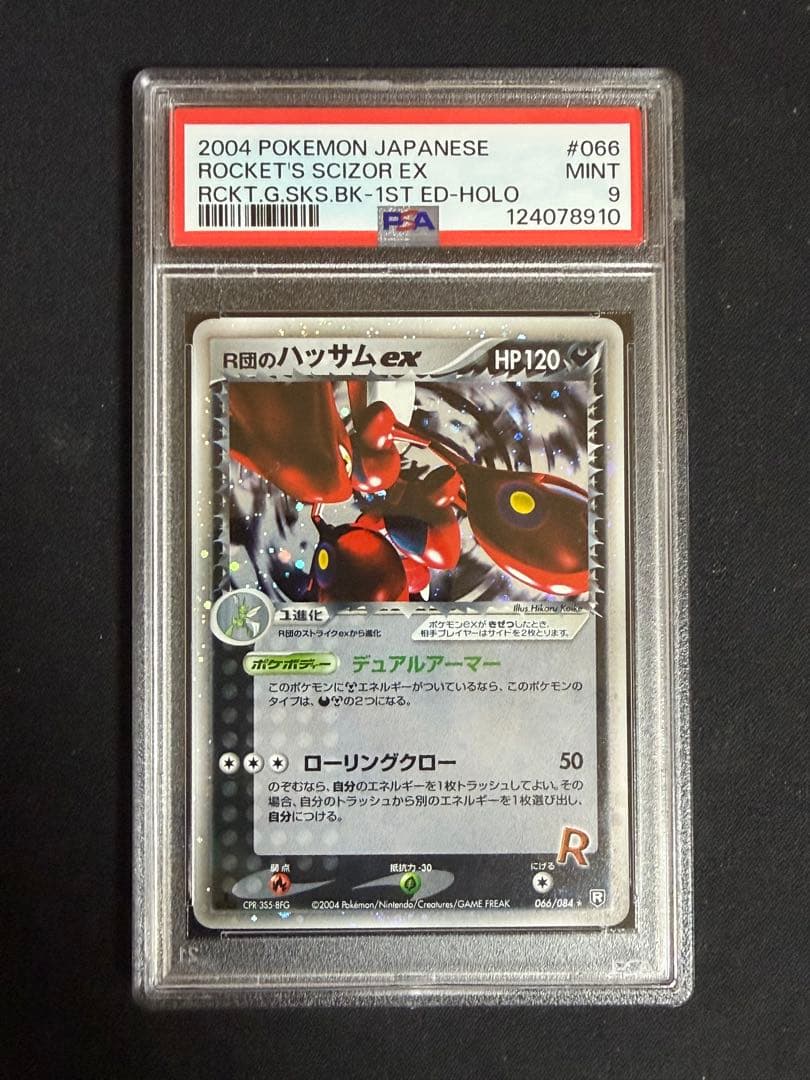 2004 POKEMON JAPANESE #066
ROCKET'S SCIZOR EX MINT
RCKT.G.SKS.BK-1ST ED-HOLO 9
PSA 124078910
R団のハッサムex HP120
Illus. Hikaru Koike
1進化
R団のストライクexから進化
ポケモンexがきぜつしたとき、
相手プレイヤーはサイドを2枚とります。
ポケボディー デュアルアーマー
このポケモンにエネルギーがついているなら、このポケモンの
タイプは、の2つになる。
ローリングクロー 50
のぞむなら、自分のエネルギーを1枚トラッシュしてよい。その
場合、自分のトラッシュから別のエネルギーを1枚選び出し、
自分につける。
R
弱点 抵抗力 -30 にげる
CPR-3S5-8FG ©2004 Pokémon/Nintendo/Creatures/GAME FREAK 066/084 ★ R